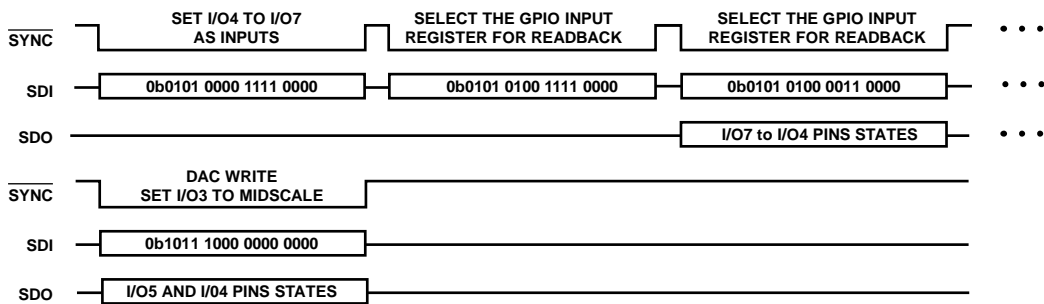 SET I/O4 TO I/O7 SELECT THE GPIO INPUT SELECT THE GPIO INPUT
SYNC AS INPUTS REGISTER FOR READBACK REGISTER FOR READBACK
SDI 0b0101 0000 1111 0000 0b0101 0100 1111 0000 0b0101 0100 0011 0000
SDO I/O7 to I/O4 PINS STATES
DAC WRITE
SYNC SET I/O3 TO MIDSCALE
SDI 0b1011 1000 0000 0000
SDO I/O5 AND I/04 PINS STATES